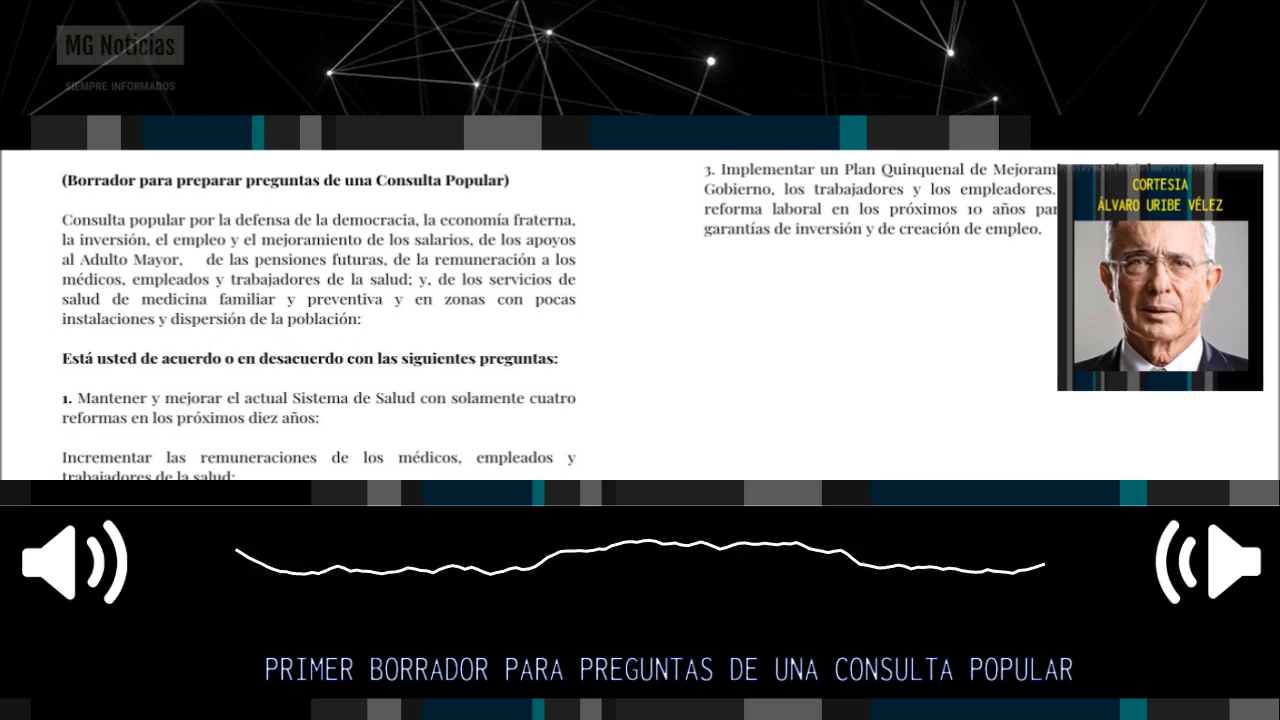 MG Noticias
SIEMPRE INFORMADOS
(Borrador para preparar preguntas de una Consulta Popular)
Consulta popular por la defensa de la democracia, la economía fraterna,
la inversión, el empleo y el mejoramiento de los salarios, de los apoyos
al Adulto Mayor, de las pensiones futuras, de la remuneración a los
médicos, empleados y trabajadores de la salud; y, de los servicios de
salud de medicina familiar y preventiva y en zonas con pocas
instalaciones y dispersión de la población:
Está usted de acuerdo o en desacuerdo con las siguientes preguntas:
1. Mantener y mejorar el actual Sistema de Salud con solamente cuatro
reformas en los próximos diez años:
Incrementar las remuneraciones de los médicos, empleados y
trabajadores de la salud;
3. Implementar un Plan Quinquenal de
Gobierno, los trabajadores y los empleadores.
reforma laboral en los próximos 10 años
garantías de inversión y de creación de empleo.
CORTESIA
ÁLVARO URIBE VÉLEZ
PRIMER BORRADOR PARA PREGUNTAS DE UNA CONSULTA POPULAR